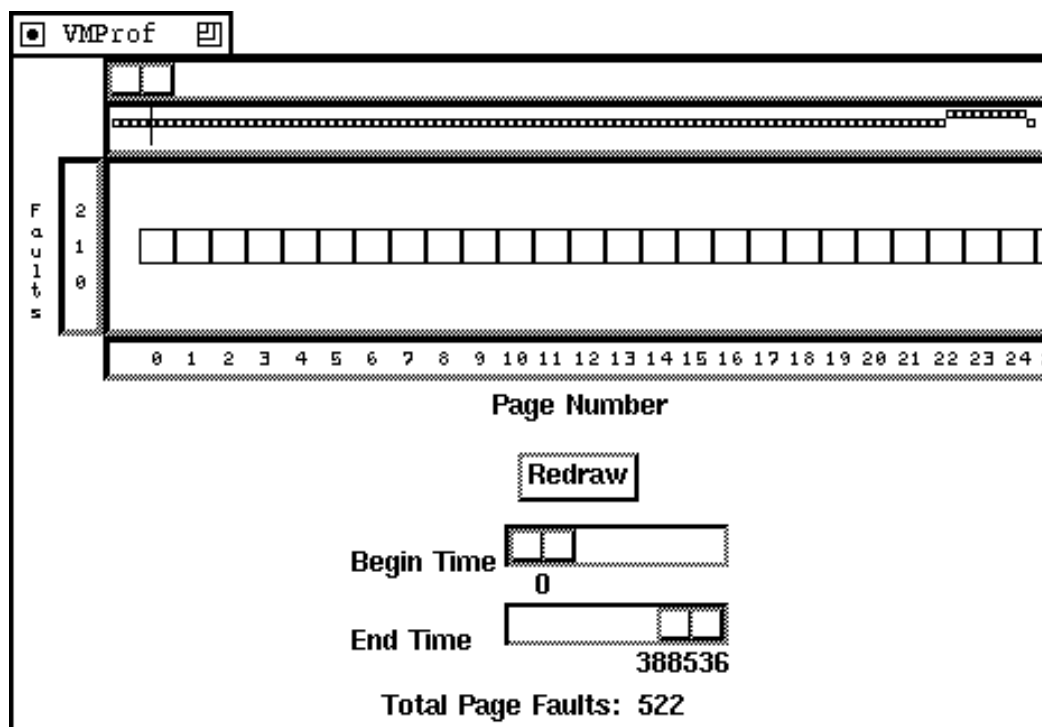 VMProf
Faults
2
1
0
0 1 2 3 4 5 6 7 8 9 10 11 12 13 14 15 16 17 18 19 20 21 22 23 24
Page Number
Redraw
Begin Time
0
End Time
388536
Total Page Faults: 522